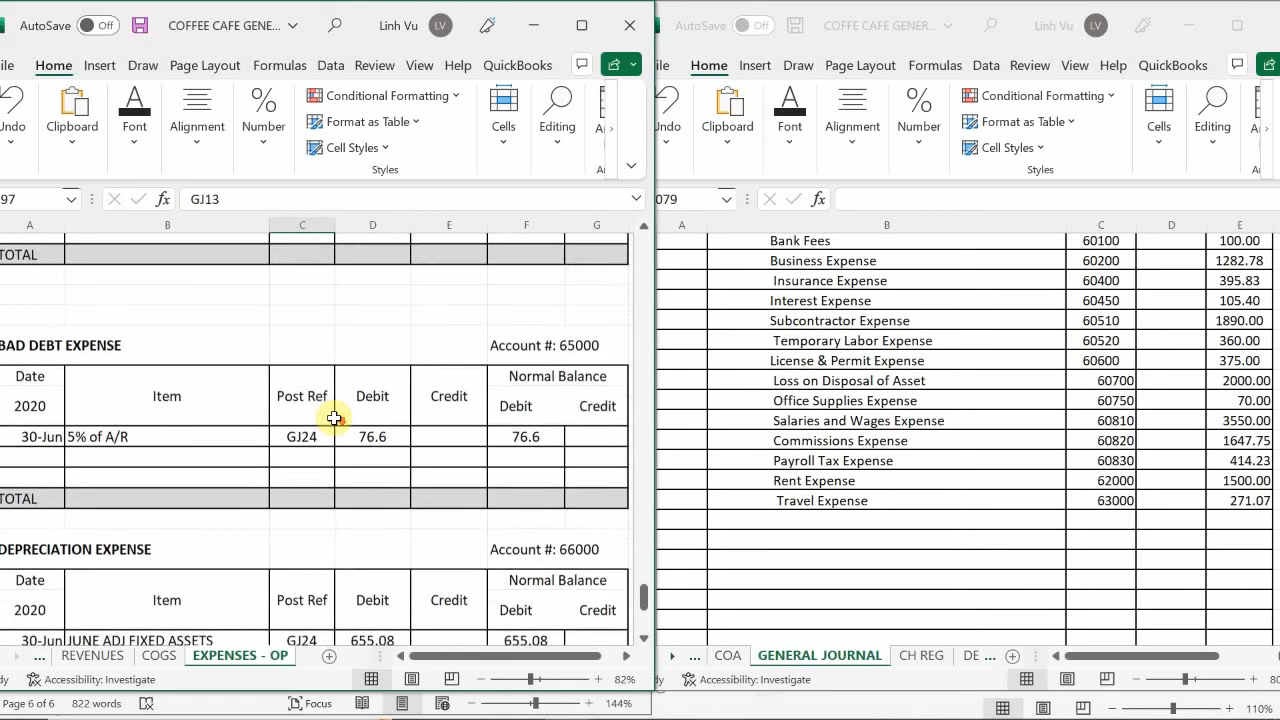 AutoSave Off COFFEE CAFE GENER... Linh Vu LV
ile Home Insert Draw Page Layout Formulas Data Review View Help QuickBooks
Undo Clipboard Font Alignment Number Conditional Formatting Format as Table Cell Styles Styles Cells Editing
97 fx GJ13
A B C D E F G
TOTAL
BAD DEBT EXPENSE Account #: 65000
Date 2020 Item Post Ref Debit Credit Normal Balance Debit Credit
30-Jun 5% of A/R GJ24 76.6 76.6
TOTAL
DEPRECIATION EXPENSE Account #: 66000
Date 2020 Item Post Ref Debit Credit Normal Balance Debit Credit
30-Jun JUNE ADJ FIXED ASSETS GJ24 655.08 655.08
... REVENUES COGS EXPENSES - OP
dy Accessibility: Investigate 82%
Page 6 of 6 822 words Focus 144%
AutoSave Off COFFE CAFE GENER... Linh Vu LV
ile Home Insert Draw Page Layout Formulas Data Review View Help QuickBooks
Undo Clipboard Font Alignment Number Conditional Formatting Format as Table Cell Styles Styles Cells Editing
079 fx
A B C D E
Bank Fees 60100 100.00
Business Expense 60200 1282.78
Insurance Expense 60400 395.83
Interest Expense 60450 105.40
Subcontractor Expense 60510 1890.00
Temporary Labor Expense 60520 360.00
License & Permit Expense 60600 375.00
Loss on Disposal of Asset 60700 2000.00
Office Supplies Expense 60750 70.00
Salaries and Wages Expense 60810 3550.00
Commissions Expense 60820 1647.75
Payroll Tax Expense 60830 414.23
Rent Expense 62000 1500.00
Travel Expense 63000 271.07
... COA GENERAL JOURNAL CH REG DE ...
dy Accessibility: Investigate 80
110%